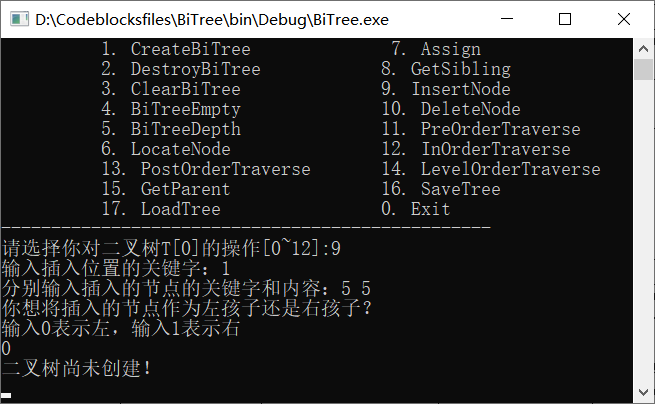 D:\Codeblocksfiles\BiTree\bin\Debug\BiTree.exe
1. CreateBiTree 7. Assign
2. DestroyBiTree 8. GetSibling
3. ClearBiTree 9. InsertNode
4. BiTreeEmpty 10. DeleteNode
5. BiTreeDepth 11. PreOrderTraverse
6. LocateNode 12. InOrderTraverse
13. PostOrderTraverse 14. LevelOrderTraverse
15. GetParent 16. SaveTree
17. LoadTree 0. Exit
-------------------------------------------------
请选择你对二叉树T[0]的操作[0~12]:9
输入插入位置的关键字：1
分别输入插入的节点的关键字和内容：5 5
你想将插入的节点作为左孩子还是右孩子？
输入0表示左，输入1表示右
0
二叉树尚未创建！